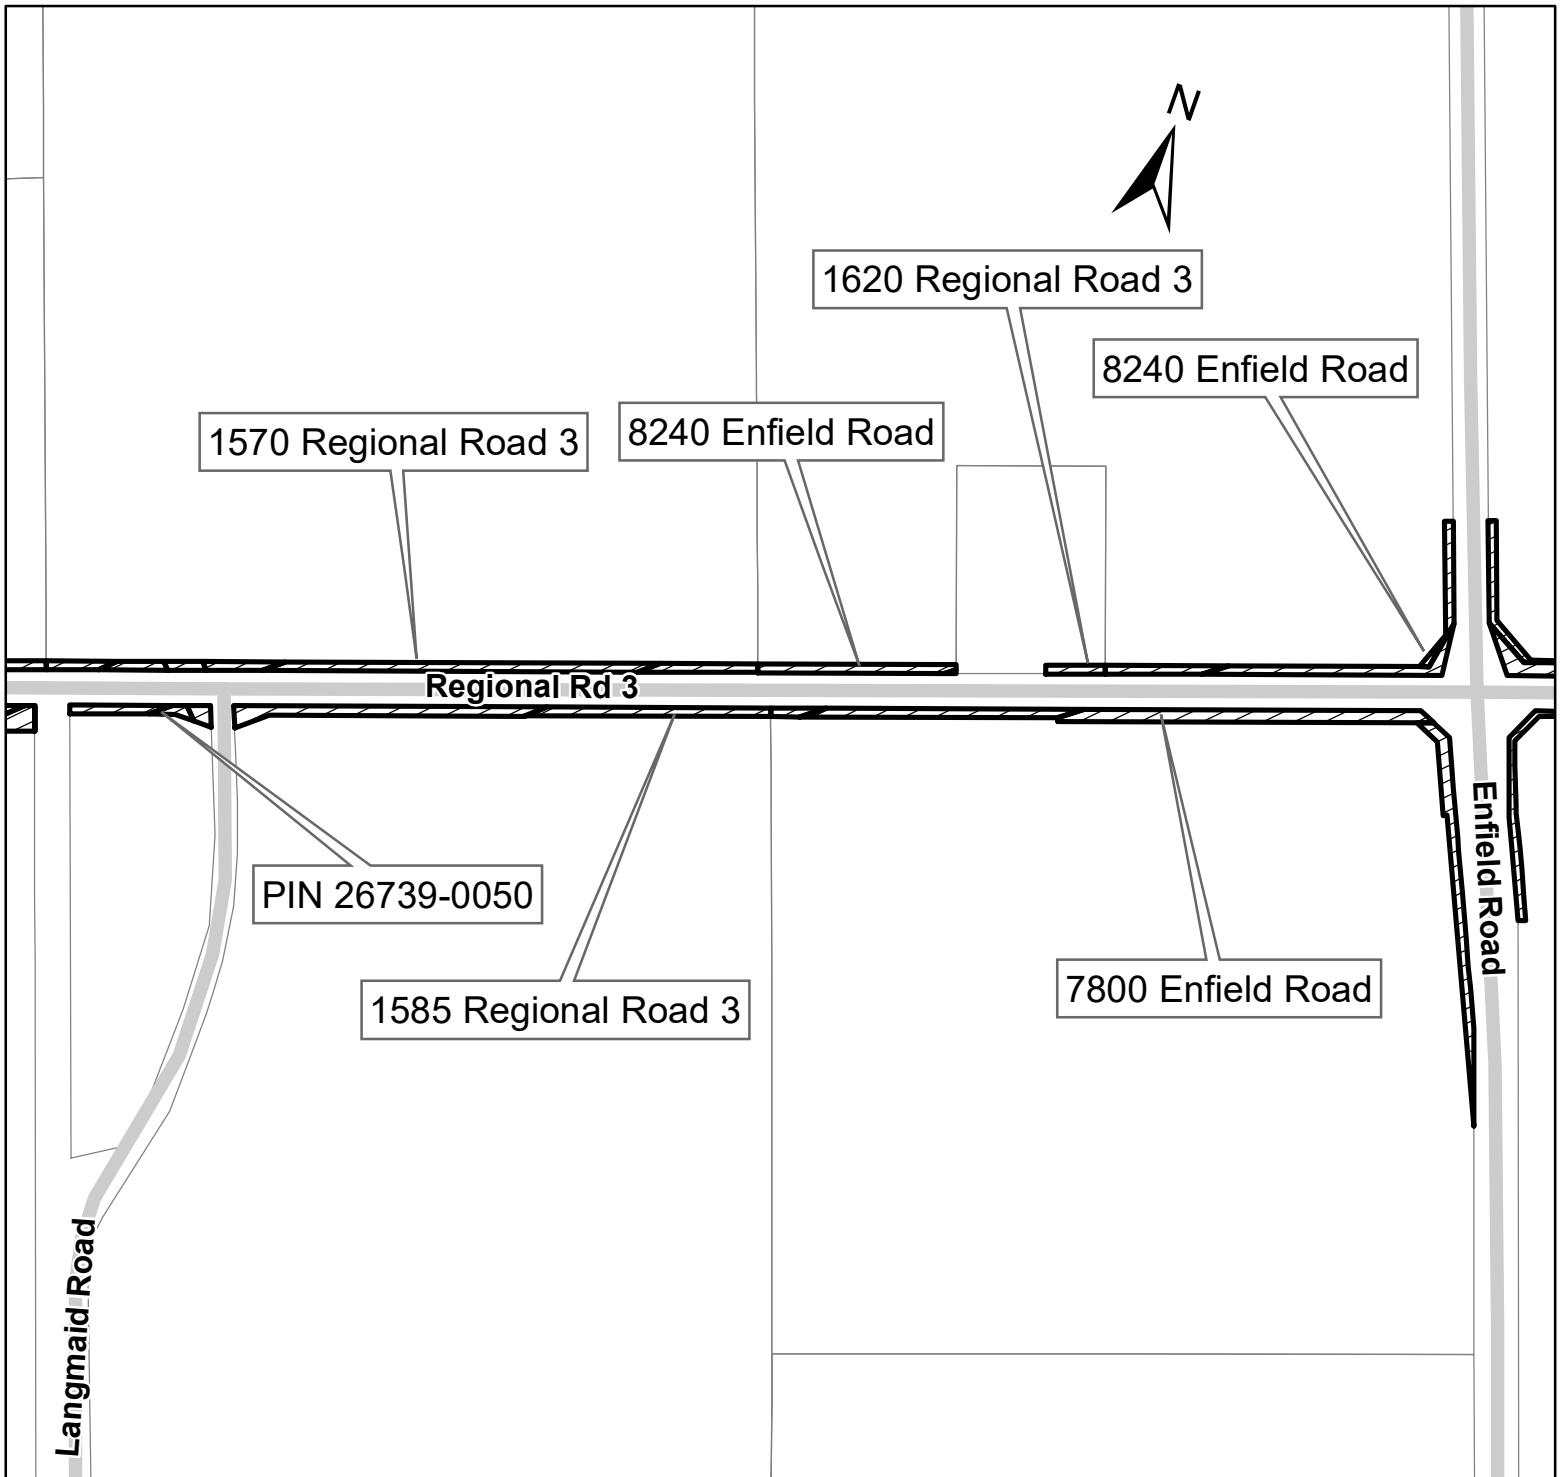 N
1620 Regional Road 3
8240 Enfield Road
8240 Enfield Road
1570 Regional Road 3
Regional Rd 3
Enfield Road
PIN 26739-0050
7800 Enfield Road
1585 Regional Road 3
Langmaid Road